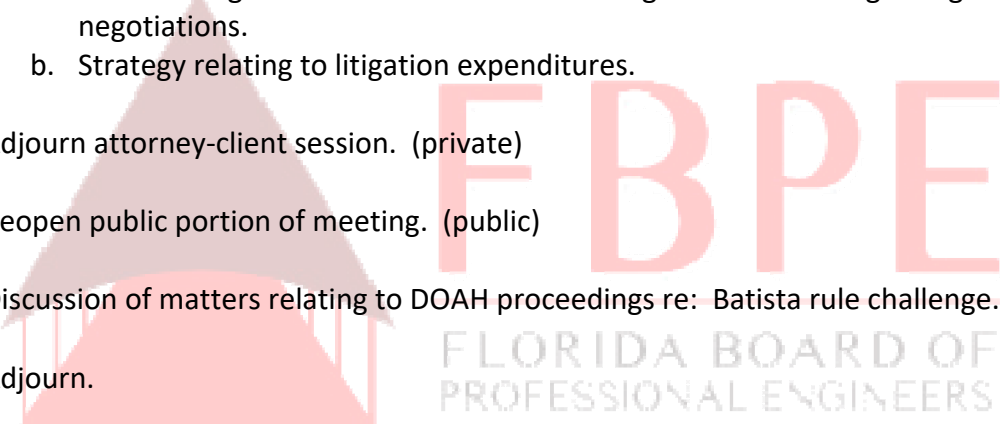 negotiations.
b. Strategy relating to litigation expenditures.
djourn attorney-client session. (private)
eopen public portion of meeting. (public)
iscussion of matters relating to DOAH proceedings re: Batista rule challenge.
djourn.
FBPE
FLORIDA BOARD OF
PROFESSIONAL ENGINEERS